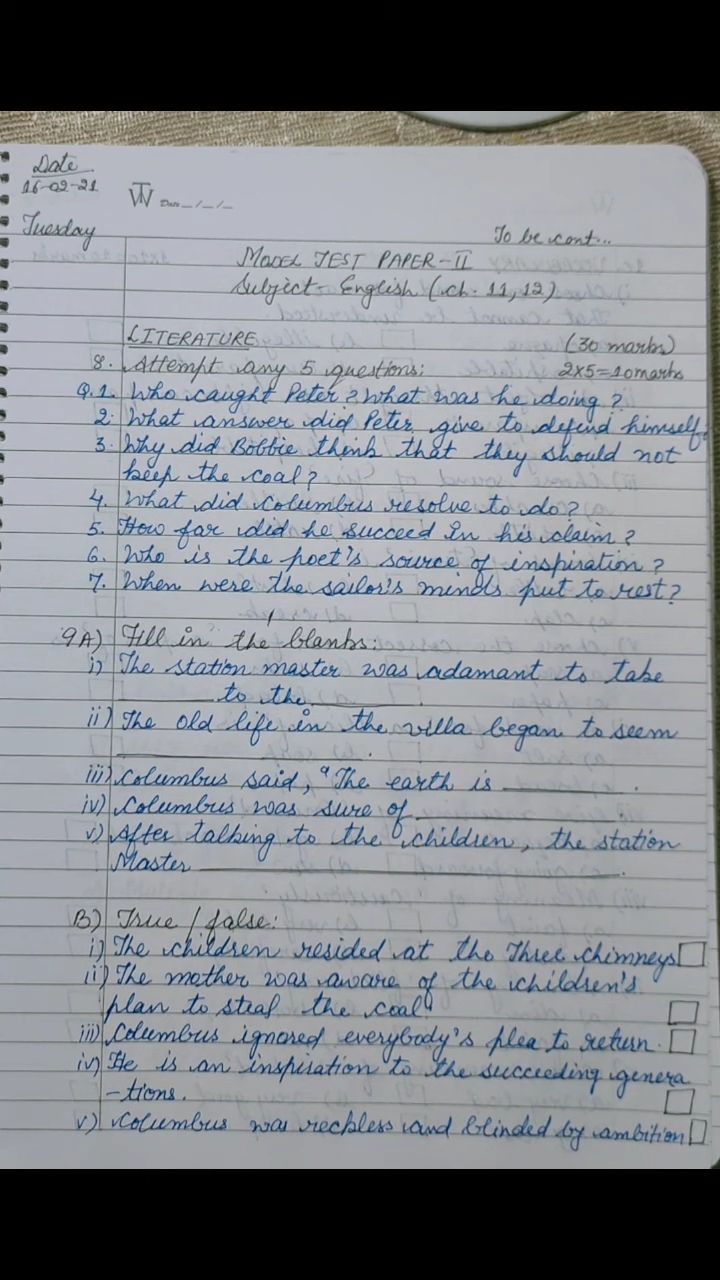 Date
16-02-21
TW Date _/_/_
Tuesday
To be cont...
MODEL TEST PAPER-II
Subject- English (ch. 11, 12)
LITERATURE (30 marks)
8. Attempt any 5 questions: 2x5=10marks
Q.1. Who caught Peter? What was he doing?
2. What answer did Peter give to defend himself?
3. Why did Bobbie think that they should not
keep the coal?
4. What did Columbus resolve to do?
5. How far did he succeed in his claim?
6. Who is the poet's source of inspiration?
7. When were the sailor's minds put to rest?
9A) Fill in the blanks:
i) The station master was adamant to take
________ to the ________
ii) The old life in the villa began to seem
________.
iii) Columbus said, "The earth is ________.
iv) Columbus was sure of ________.
v) After talking to the children, the station
Master ________.
B) True / false:
i) The children resided at the Three chimneys
ii) The mother was aware of the children's
plan to steal the coal
iii) Columbus ignored everybody's plea to return.
iv) He is an inspiration to the succeeding genera
-tions.
v) Columbus was reckless and blinded by ambition